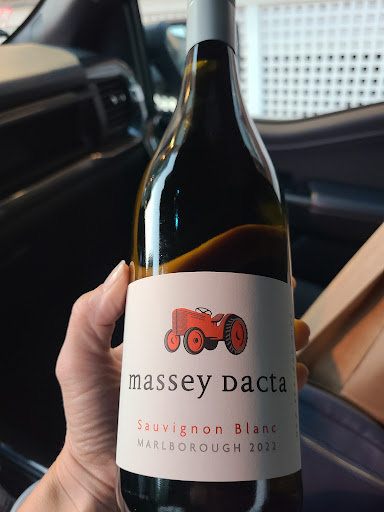 massey Dacta
Sauvignon Blanc
MARLBOROUGH 2022